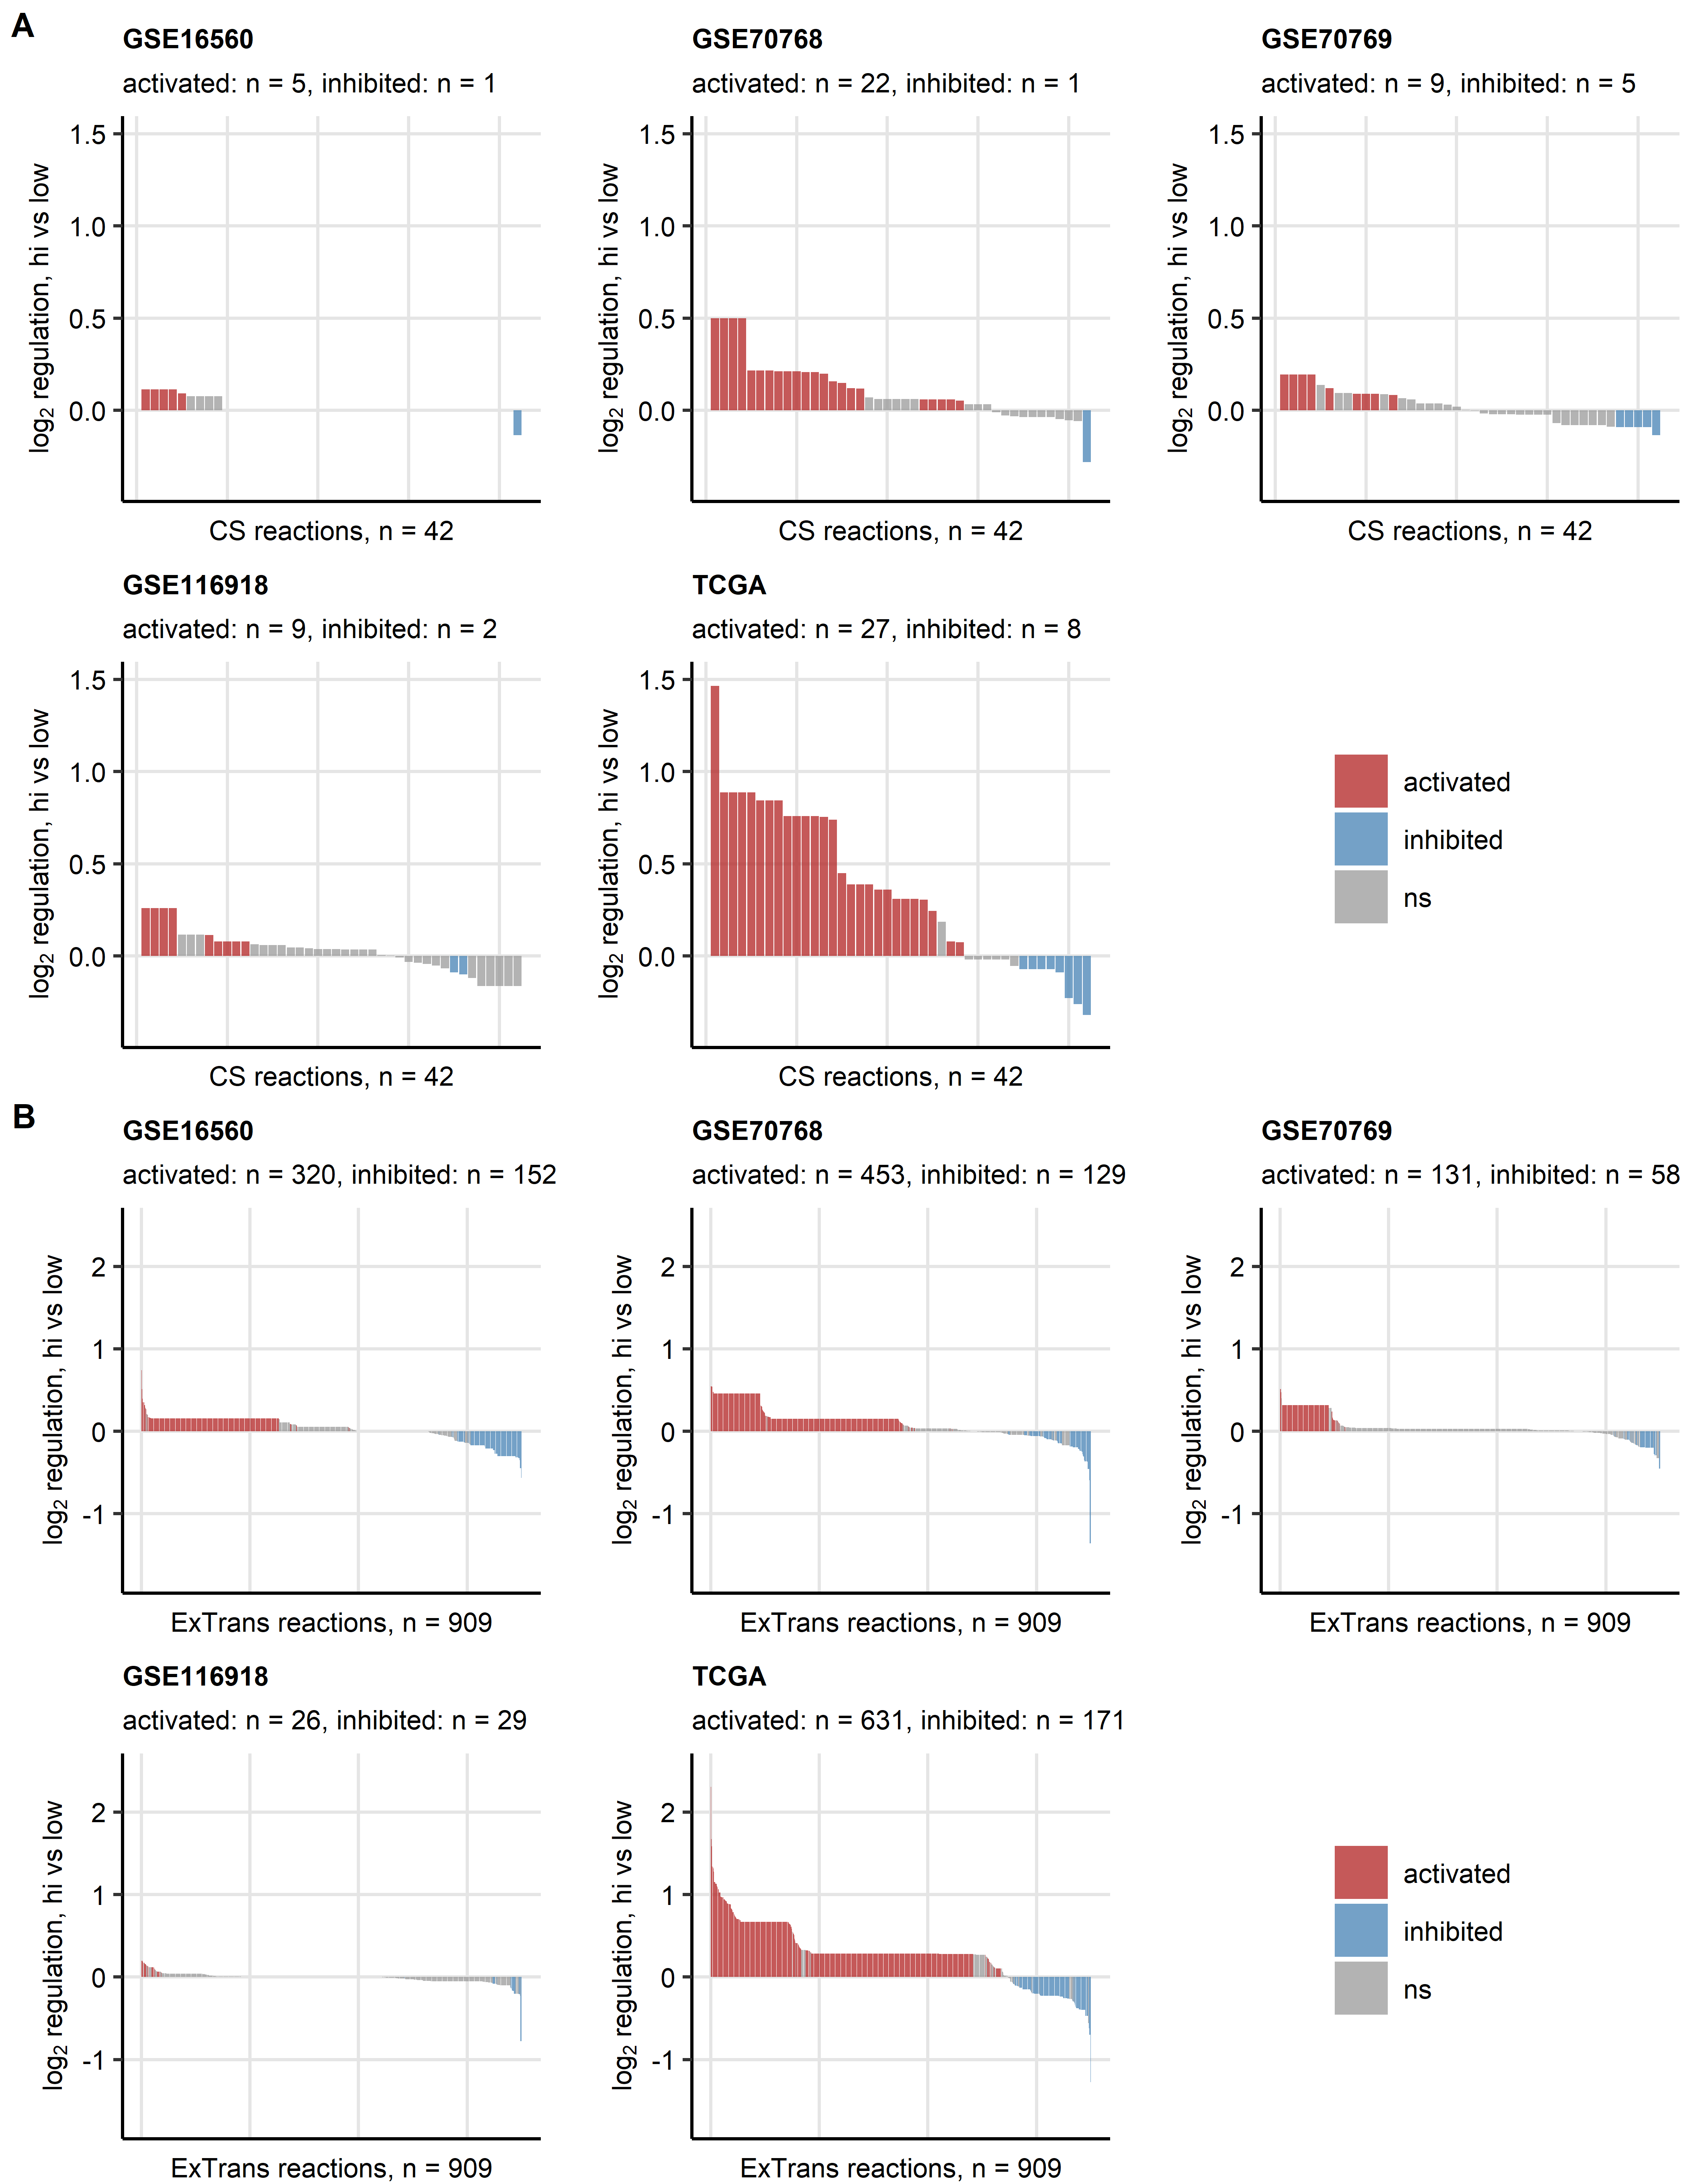 A
GSE16560
activated: n = 5, inhibited: n = 1
1.5
1.0
0.5
0.0
log2 regulation, hi vs low
CS reactions, n = 42
GSE70768
activated: n = 22, inhibited: n = 1
1.5
1.0
0.5
0.0
log2 regulation, hi vs low
CS reactions, n = 42
GSE70769
activated: n = 9, inhibited: n = 5
1.5
1.0
0.5
0.0
log2 regulation, hi vs low
CS reactions, n = 42
GSE116918
activated: n = 9, inhibited: n = 2
1.5
1.0
0.5
0.0
log2 regulation, hi vs low
CS reactions, n = 42
TCGA
activated: n = 27, inhibited: n = 8
1.5
1.0
0.5
0.0
log2 regulation, hi vs low
CS reactions, n = 42
activated
inhibited
ns
B
GSE16560
activated: n = 320, inhibited: n = 152
2
1
0
-1
log2 regulation, hi vs low
ExTrans reactions, n = 909
GSE70768
activated: n = 453, inhibited: n = 129
2
1
0
-1
log2 regulation, hi vs low
ExTrans reactions, n = 909
GSE70769
activated: n = 131, inhibited: n = 58
2
1
0
-1
log2 regulation, hi vs low
ExTrans reactions, n = 909
GSE116918
activated: n = 26, inhibited: n = 29
2
1
0
-1
log2 regulation, hi vs low
ExTrans reactions, n = 909
TCGA
activated: n = 631, inhibited: n = 171
2
1
0
-1
log2 regulation, hi vs low
ExTrans reactions, n = 909
activated
inhibited
ns